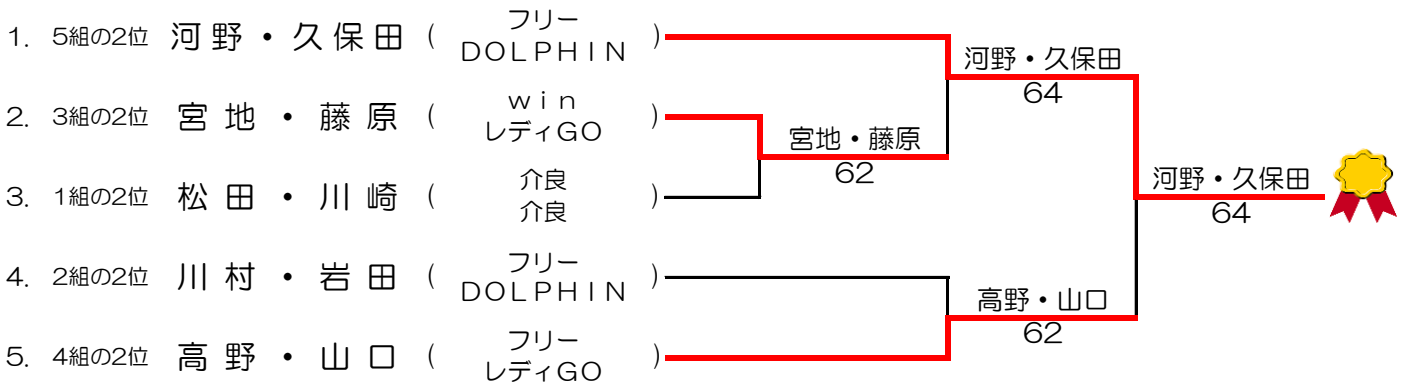 1. 5組の2位 河野・久保田 ( フリー DOLPHIN )
河野・久保田
64
2. 3組の2位 宮地・藤原 ( win レディGO )
宮地・藤原
62
3. 1組の2位 松田・川崎 ( 介良 介良 )
河野・久保田
64
4. 2組の2位 川村・岩田 ( フリー DOLPHIN )
高野・山口
62
5. 4組の2位 高野・山口 ( フリー レディGO )